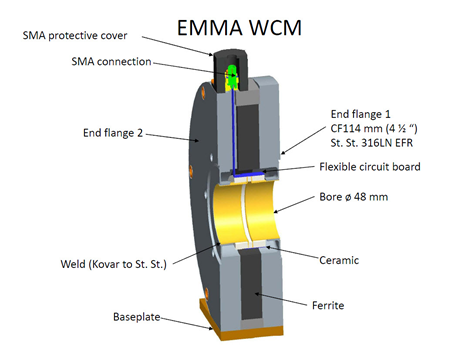 EMMA WCM
SMA protective cover
SMA connection
End flange 1
CF114 mm (4 ½ “)
St. St. 316LN EFR
End flange 2
Flexible circuit board
Bore ø 48 mm
Weld (Kovar to St. St.)
Ceramic
Ferrite
Baseplate